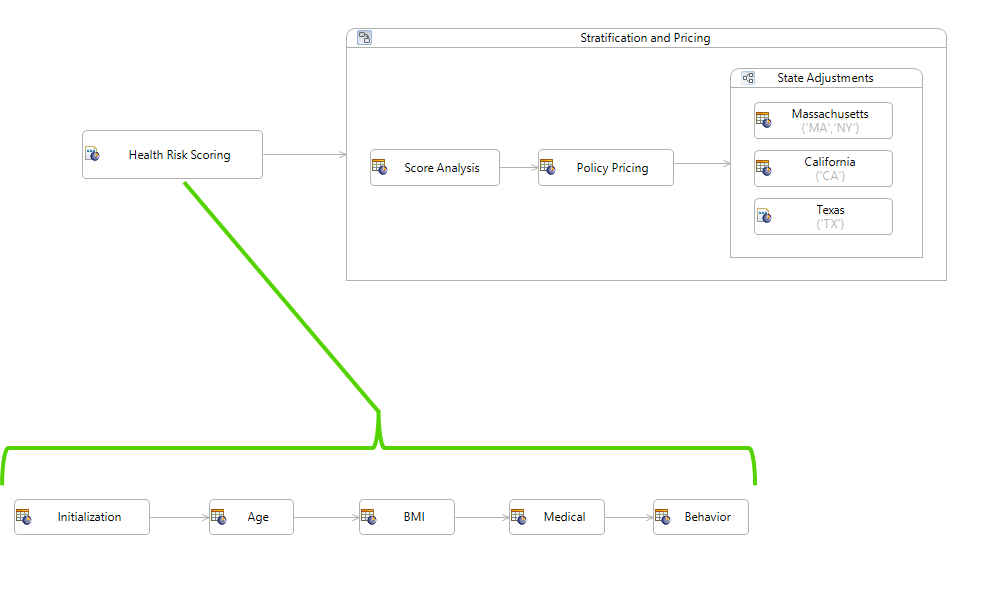 Stratification and Pricing
State Adjustments
Massachusetts
('MA','NY')
Health Risk Scoring
Score Analysis
Policy Pricing
California
('CA')
Texas
('TX')
Initialization
Age
BMI
Medical
Behavior